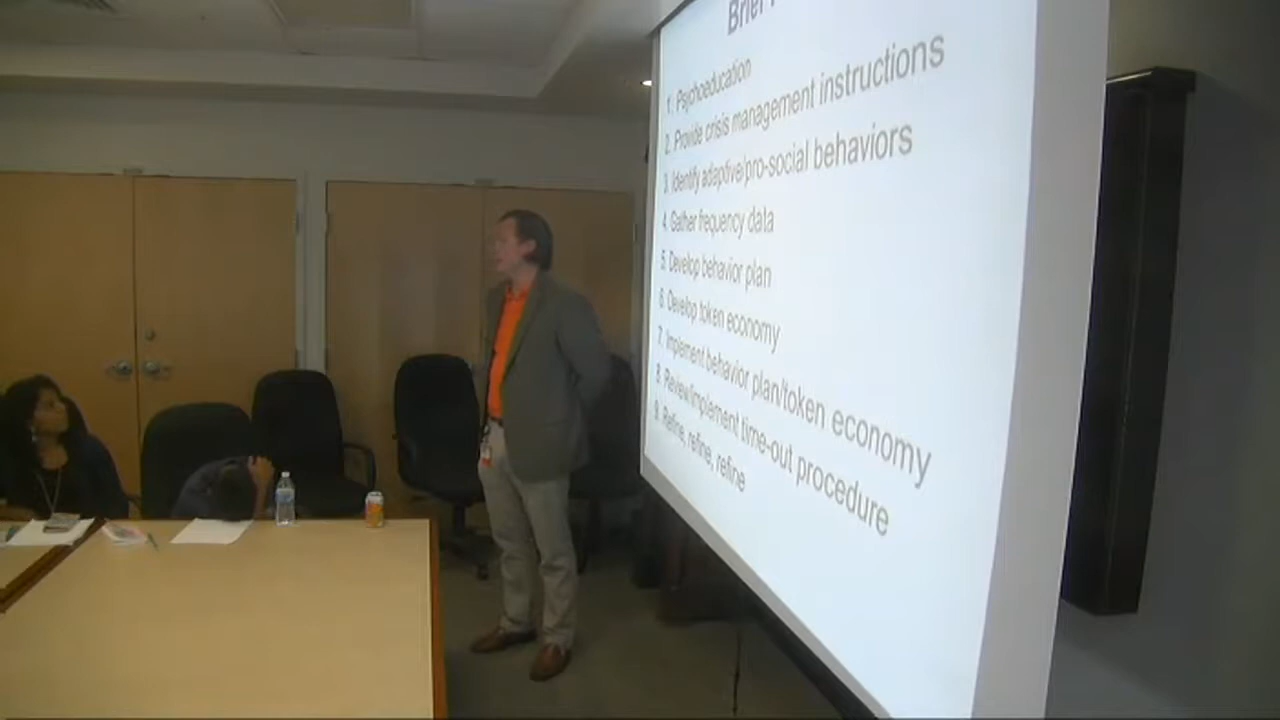 Brief
1. Psychoeducation
2. Provide crisis management instructions
3. Identify adaptive/pro-social behaviors
4. Gather frequency data
5. Develop behavior plan
6. Develop token economy
7. Implement behavior plan/token economy
8. Review/implement time-out procedure
9. Refine, refine, refine